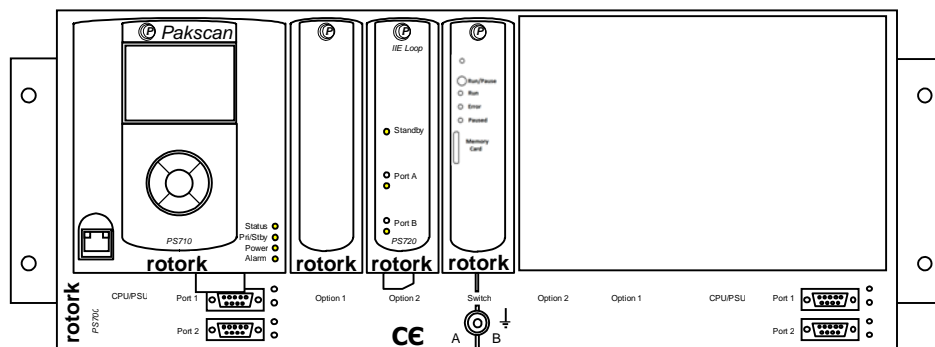 Pakscan
IIE Loop
Run/Pause
Run
Error
Paused
Memory
Card
Standby
Port A
Port B
Status
Pri/Stby
Power
Alarm
PS710
PS720
rotork
rotork
rotork
rotork
rotork
PS700
CPU/PSU
Port 1
Option 1
Option 2
Switch
Option 2
Option 1
CPU/PSU
Port 1
Port 2
CE
A
B
Port 2